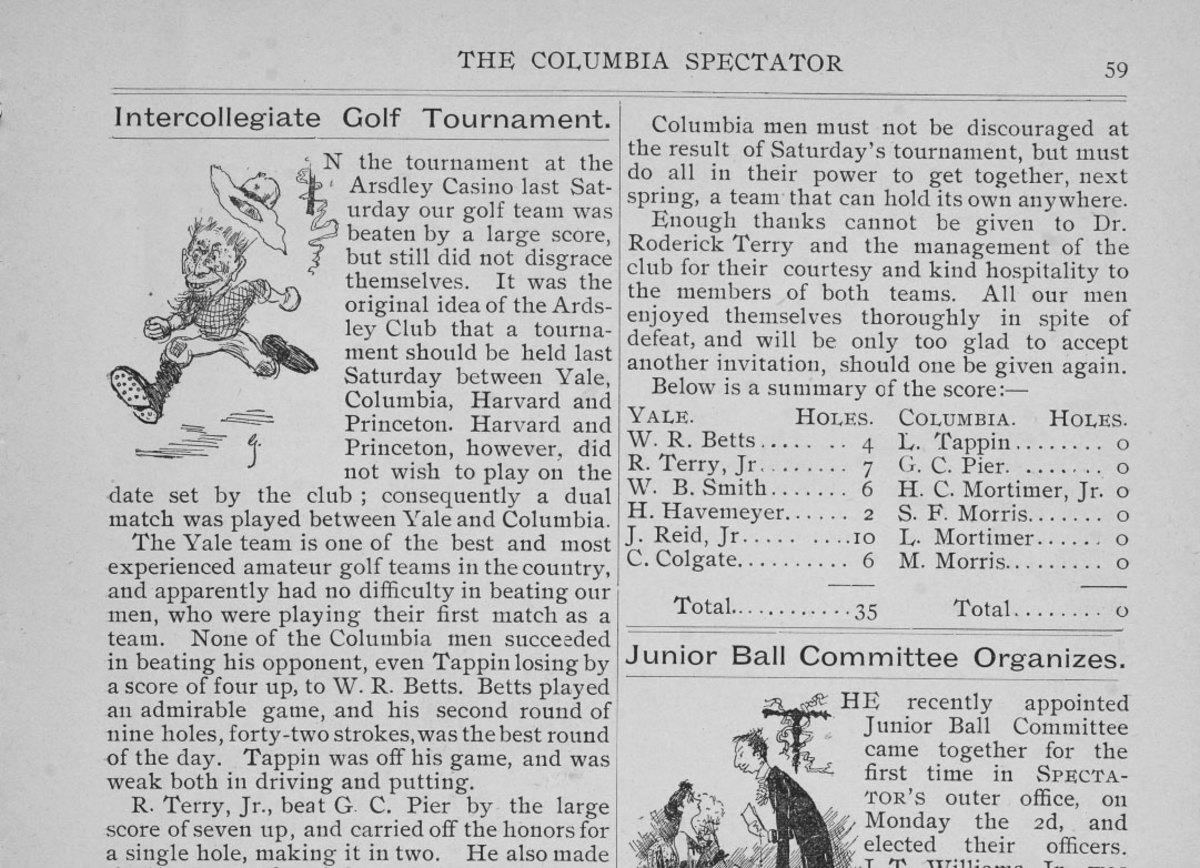 THE COLUMBIA SPECTATOR
59
Intercollegiate Golf Tournament.
IN the tournament at the
Arsdley Casino last Sat-
urday our golf team was
beaten by a large score,
but still did not disgrace
themselves. It was the
original idea of the Ards-
ley Club that a tourna-
ment should be held last
Saturday between Yale,
Columbia, Harvard and
Princeton. Harvard and
Princeton, however, did
not wish to play on the
date set by the club ; consequently a dual
match was played between Yale and Columbia.
The Yale team is one of the best and most
experienced amateur golf teams in the country,
and apparently had no difficulty in beating our
men, who were playing their first match as a
team. None of the Columbia men succeeded
in beating his opponent, even Tappin losing by
a score of four up, to W. R. Betts. Betts played
an admirable game, and his second round of
nine holes, forty-two strokes, was the best round
of the day. Tappin was off his game, and was
weak both in driving and putting.
R. Terry, Jr., beat G. C. Pier by the large
score of seven up, and carried off the honors for
a single hole, making it in two. He also made
Columbia men must not be discouraged at
the result of Saturday's tournament, but must
do all in their power to get together, next
spring, a team that can hold its own anywhere.
Enough thanks cannot be given to Dr.
Roderick Terry and the management of the
club for their courtesy and kind hospitality to
the members of both teams. All our men
enjoyed themselves thoroughly in spite of
defeat, and will be only too glad to accept
another invitation, should one be given again.
Below is a summary of the score:—
YALE. HOLES. COLUMBIA. HOLES.
W. R. Betts........ 4 L. Tappin........ 0
R. Terry, Jr........ 7 G. C. Pier. ....... 0
W. B. Smith....... 6 H. C. Mortimer, Jr. 0
H. Havemeyer...... 2 S. F. Morris....... 0
J. Reid, Jr..... ....10 L. Mortimer...... 0
C. Colgate.......... 6 M. Morris......... 0
Total............35 Total........ 0
Junior Ball Committee Organizes.
THE recently appointed
Junior Ball Committee
came together for the
first time in SPECTA-
TOR'S outer office, on
Monday the 2d, and
elected their officers.
J. T. Williams, Jr.